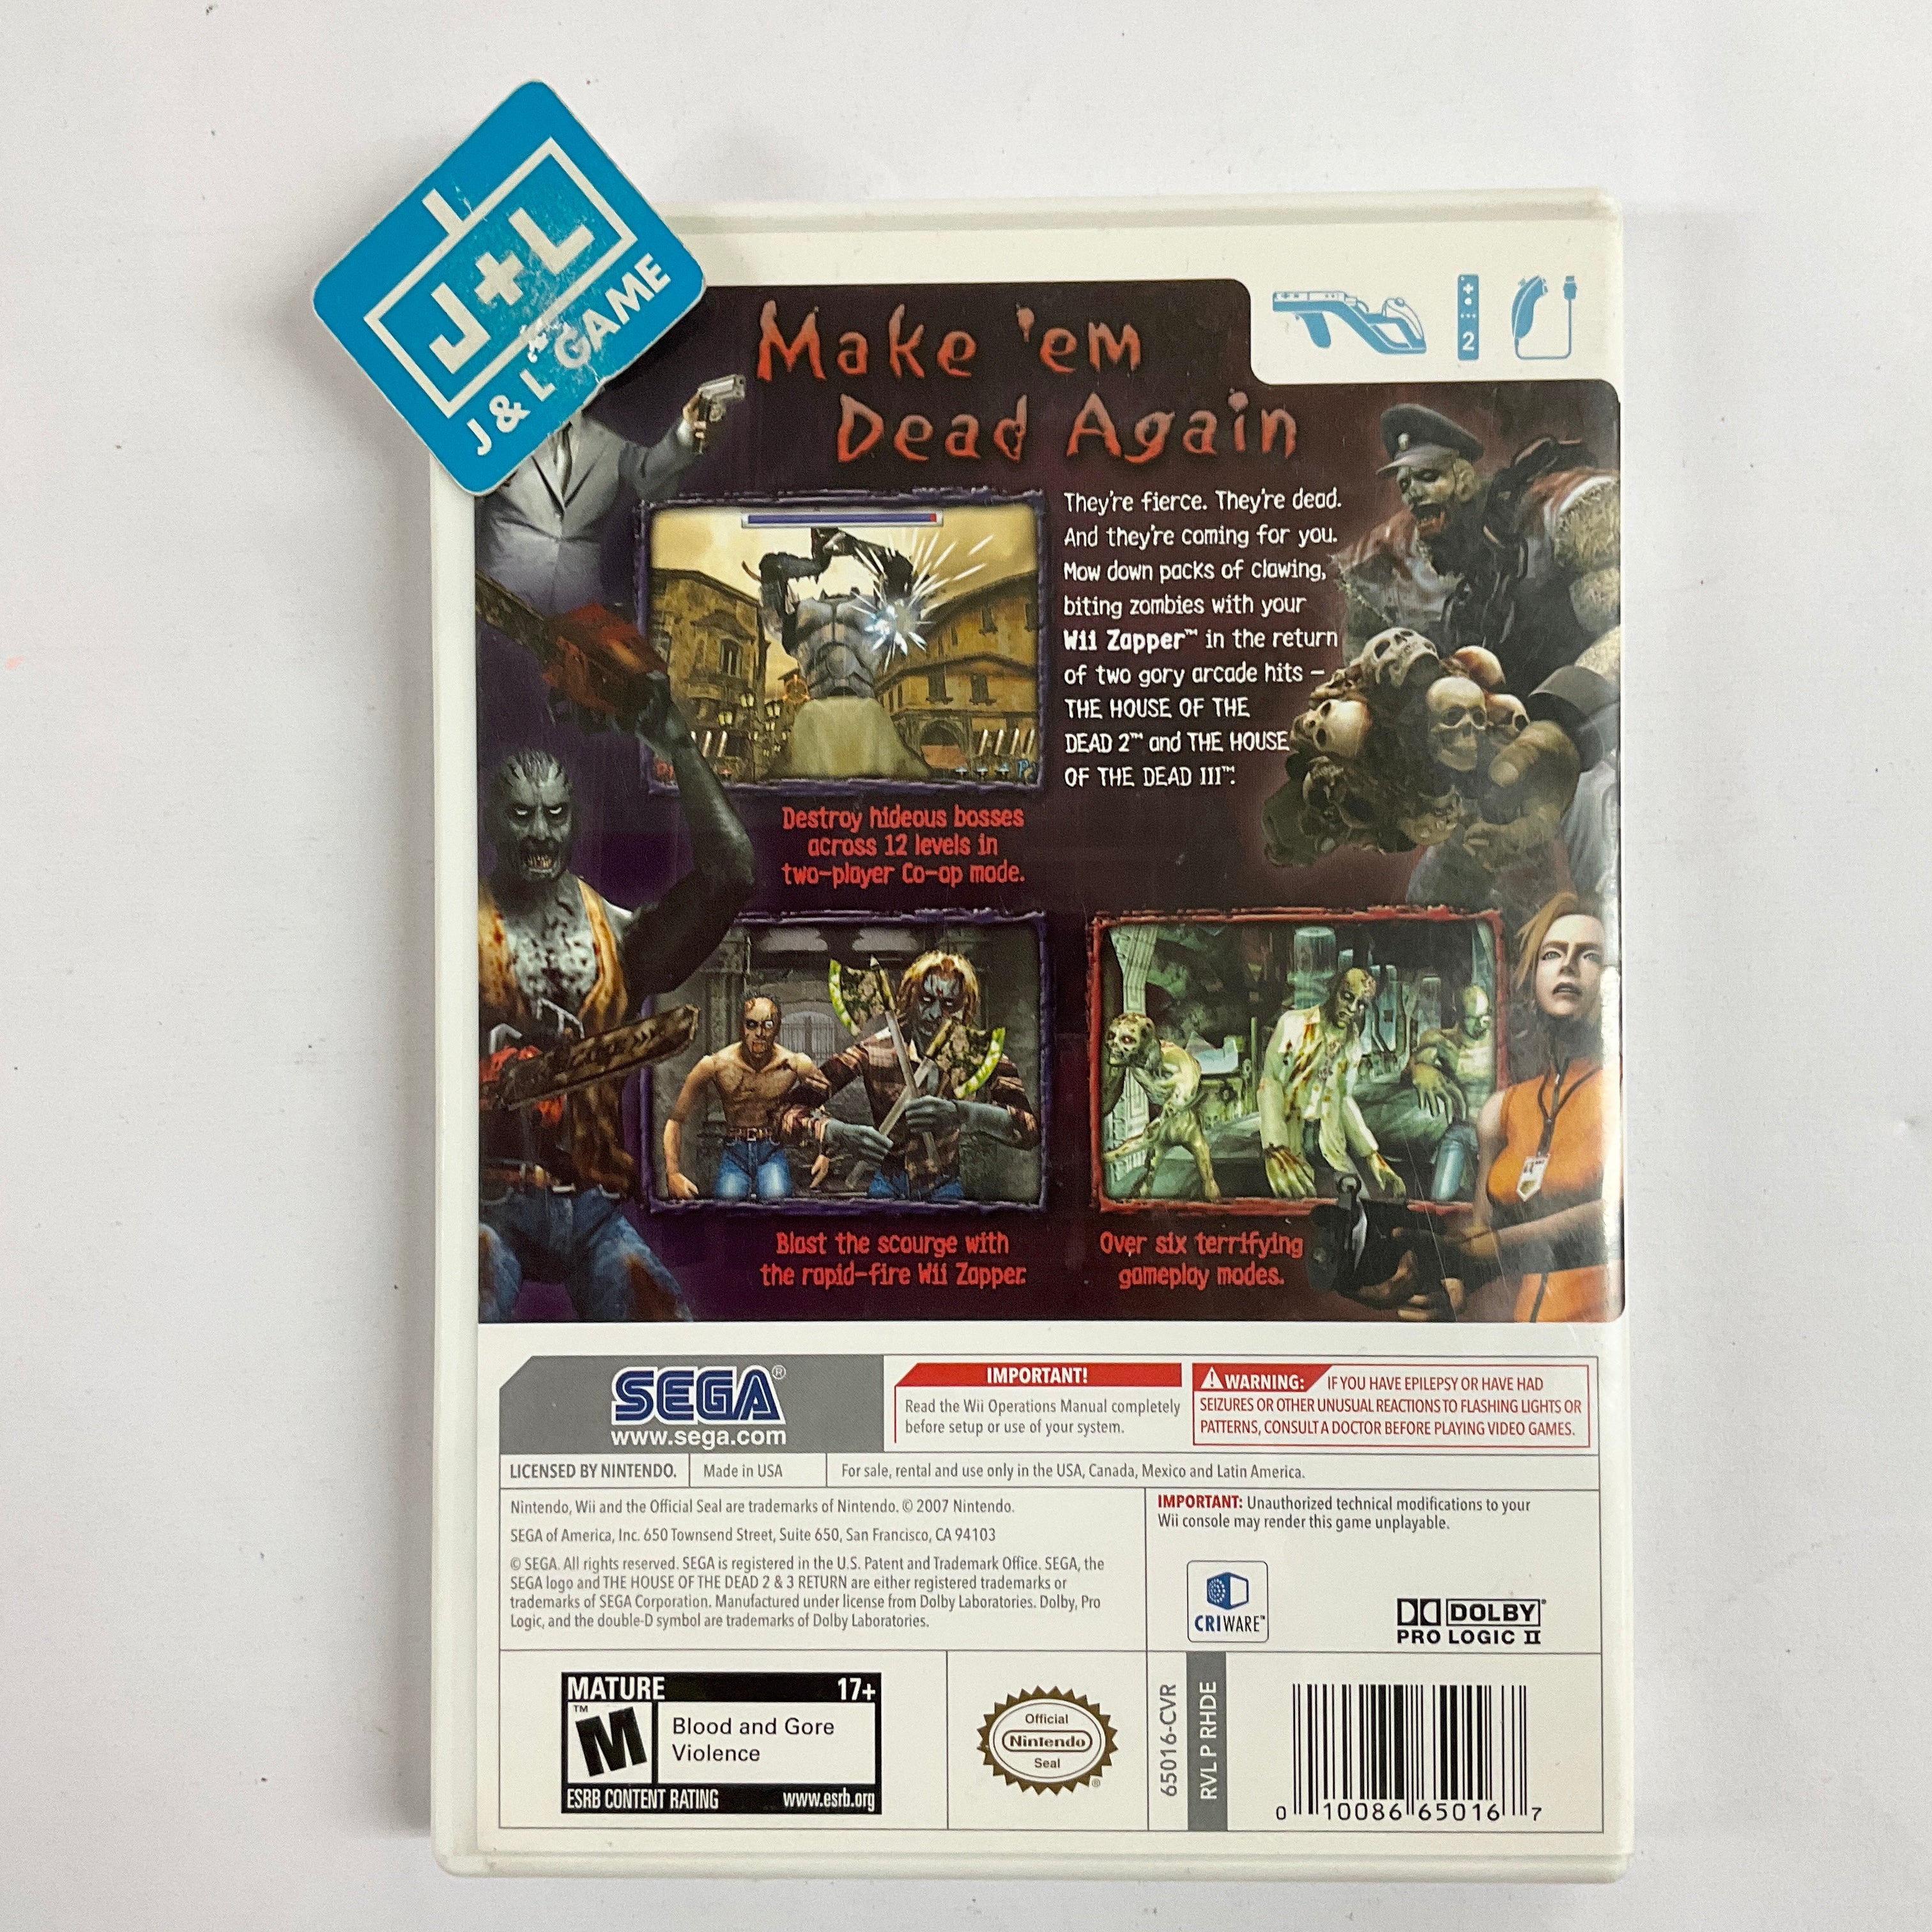 J+L
J & L GAME
Make 'em
Dead Again
2
They're fierce. They're dead.
And they're coming for you.
Mow down packs of clawing,
biting zombies with your
Wii Zapper™ in the return
of two gory arcade hits –
THE HOUSE OF THE
DEAD 2™ and THE HOUSE
OF THE DEAD III™.
Destroy hideous bosses
across 12 levels in
two-player Co-op mode.
Blast the scourge with
the rapid-fire Wii Zapper.
Over six terrifying
gameplay modes.
SEGA®
www.sega.com
IMPORTANT!
Read the Wii Operations Manual completely
before setup or use of your system.
WARNING: IF YOU HAVE EPILEPSY OR HAVE HAD
SEIZURES OR OTHER UNUSUAL REACTIONS TO FLASHING LIGHTS OR
PATTERNS, CONSULT A DOCTOR BEFORE PLAYING VIDEO GAMES.
LICENSED BY NINTENDO.
Made in USA
For sale, rental and use only in the USA, Canada, Mexico and Latin America.
Nintendo, Wii and the Official Seal are trademarks of Nintendo. © 2007 Nintendo.
SEGA of America, Inc. 650 Townsend Street, Suite 650, San Francisco, CA 94103
© SEGA. All rights reserved. SEGA is registered in the U.S. Patent and Trademark Office. SEGA, the
SEGA logo and THE HOUSE OF THE DEAD 2 & 3 RETURN are either registered trademarks or
trademarks of SEGA Corporation. Manufactured under license from Dolby Laboratories. Dolby, Pro
Logic, and the double-D symbol are trademarks of Dolby Laboratories.
IMPORTANT: Unauthorized technical modifications to your
Wii console may render this game unplayable.
CRIWARE™
DOLBY®
PRO LOGIC II
MATURE 17+
M™
Blood and Gore
Violence
ESRB CONTENT RATING www.esrb.org
Official
Nintendo
Seal®
65016-CVR
RVL P RHDE
0 10086 65016 7